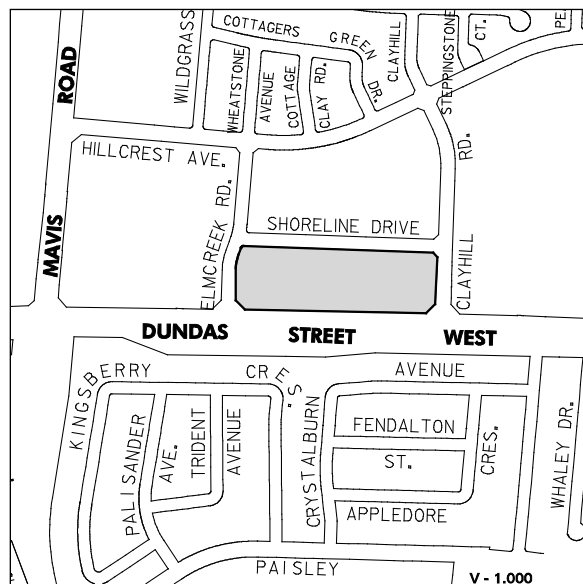 COTTAGERS GREEN DR.
WILDGRASS
WHEATSTONE
COTTAGE AVENUE
CLAY RD.
CLAYHILL
STEPPINGSTONE
CT.
PE
MAVIS ROAD
HILLCREST AVE.
ELMCREEK RD.
SHORELINE DRIVE
CLAYHILL RD.
DUNDAS STREET WEST
KINGSBERRY CRES.
AVENUE
PALISANDER AVE.
TRIDENT AVENUE
CRYSTALBURN
FENDALTON
ST.
CRES.
APPLEDORE
WHALEY DR.
PAISLEY
V - 1.000